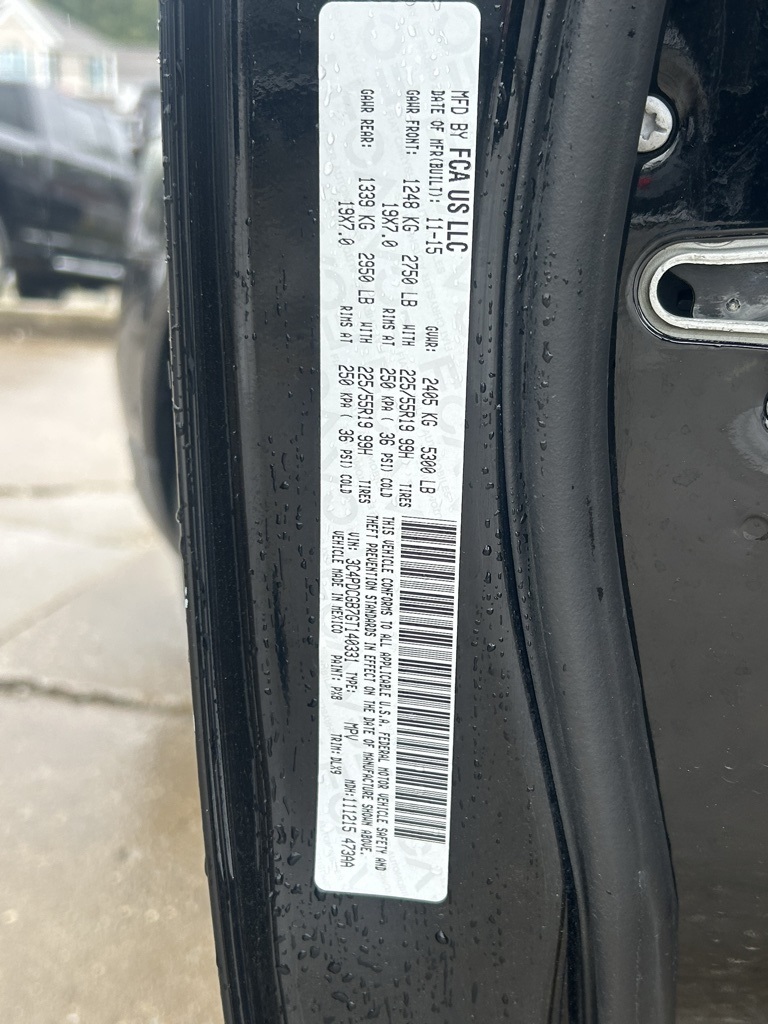 MFD BY FCA US LLC
DATE OF MFR(BUILT): 11-15 GVWR: 2405 KG 5300 LB
GAWR FRONT: 1248 KG 2750 LB WITH 225/55R19 99H TIRES
19X7.0 RIMS AT 250 KPA ( 36 PSI) COLD
GAWR REAR: 1339 KG 2950 LB WITH 225/55R19 99H TIRES
19X7.0 RIMS AT 250 KPA ( 36 PSI) COLD
THIS VEHICLE CONFORMS TO ALL APPLICABLE U.S.A. FEDERAL MOTOR VEHICLE SAFETY AND
THEFT PREVENTION STANDARDS IN EFFECT ON THE DATE OF MANUFACTURE SHOWN ABOVE.
VIN: 3C4PDCGB7GT140331 TYPE: MPV MDH:111215 473AA
VEHICLE MADE IN MEXICO PAINT: PX8 TRIM: DLX9